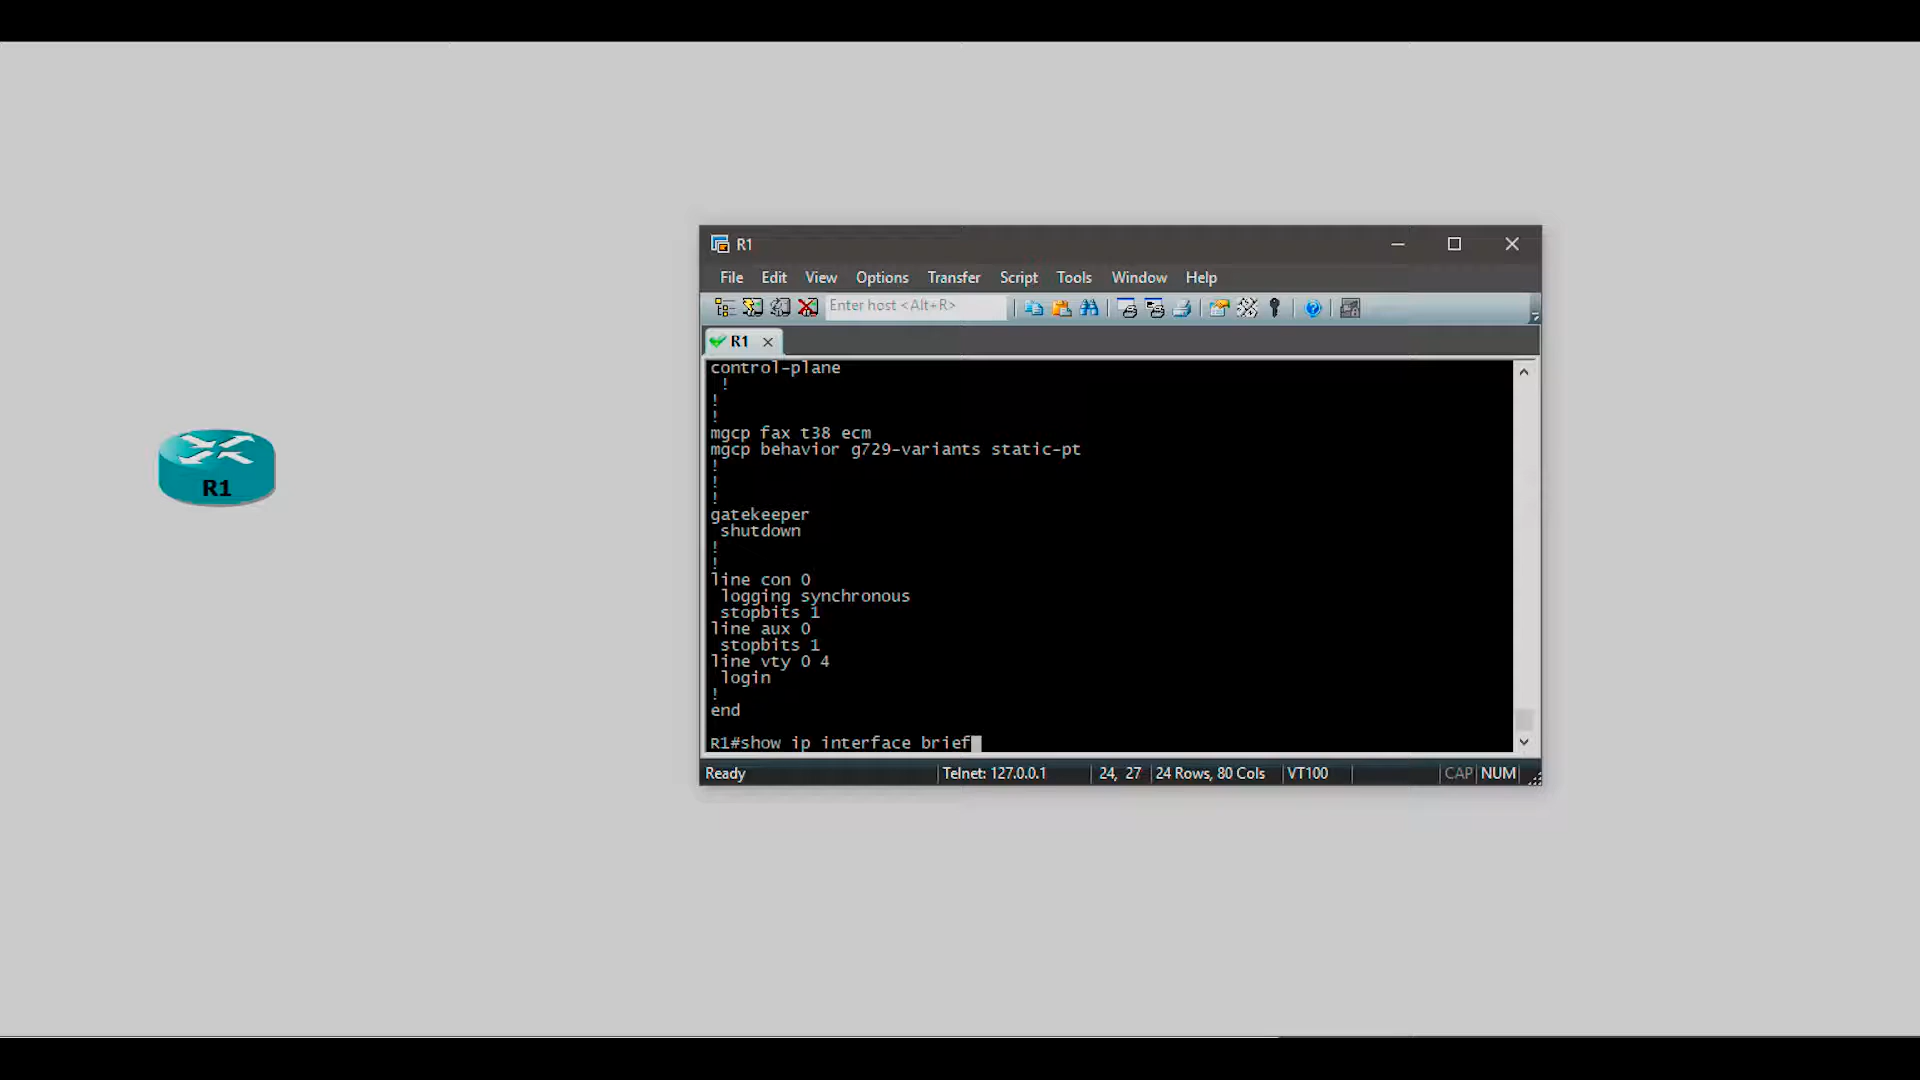 R1
File Edit View Options Transfer Script Tools Window Help
Enter host <Alt+R>
R1
control-plane
!
!
!
mgcp fax t38 ecm
mgcp behavior g729-variants static-pt
!
!
!
gatekeeper
shutdown
!
!
line con 0
logging synchronous
stopbits 1
line aux 0
stopbits 1
line vty 0 4
login
!
end
R1#show ip interface brief
Ready Telnet: 127.0.0.1 24, 27 24 Rows, 80 Cols VT100 CAP NUM
R1